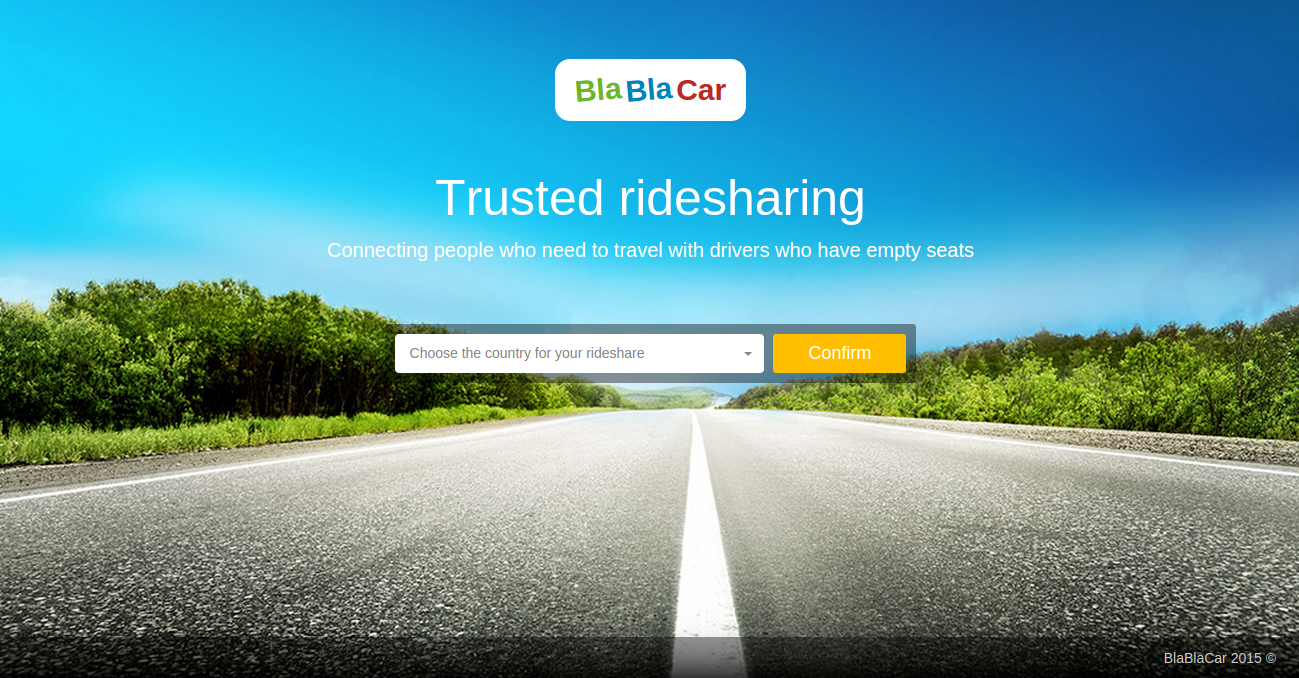 BlaBlaCar
Trusted ridesharing
Connecting people who need to travel with drivers who have empty seats
Choose the country for your rideshare
Confirm
BlaBlaCar 2015 ©